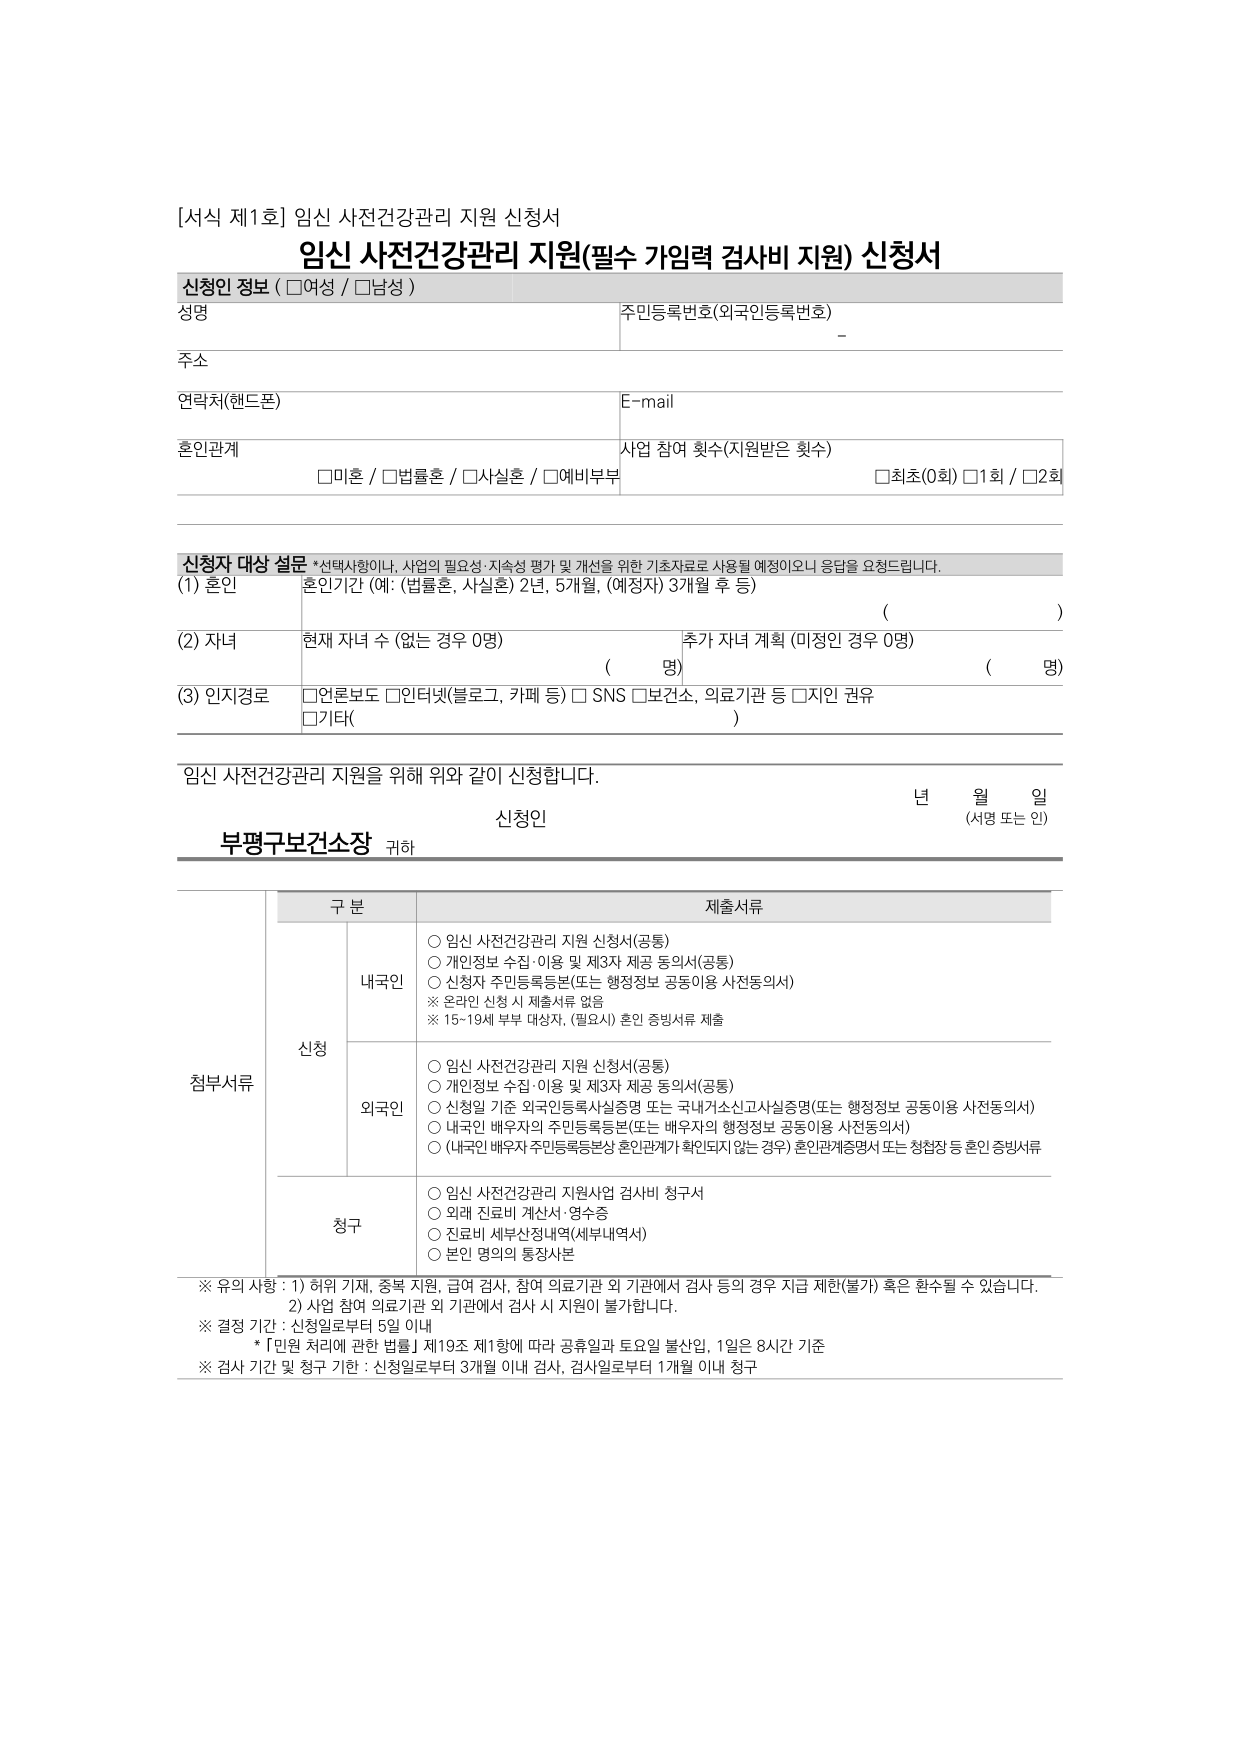 [서식 제1호] 임신 사전건강관리 지원 신청서
임신 사전건강관리 지원(필수 가임력 검사비 지원) 신청서
신청인 정보 ( □여성 / □남성 )
성명
주민등록번호(외국인등록번호)
–
주소
연락처(핸드폰)
E-mail
혼인관계
□미혼 / □법률혼 / □사실혼 / □예비부부
사업 참여 횟수(지원받은 횟수)
□최초(0회) □1회 / □2회
신청자 대상 설문 *선택사항이나, 사업의 필요성·지속성 평가 및 개선을 위한 기초자료로 사용될 예정이오니 응답을 요청드립니다.
(1) 혼인
혼인기간 (예: (법률혼, 사실혼) 2년, 5개월, (예정자) 3개월 후 등)
( )
(2) 자녀
현재 자녀 수 (없는 경우 0명)
( 명)
추가 자녀 계획 (미정인 경우 0명)
( 명)
(3) 인지경로
□언론보도 □인터넷(블로그, 카페 등) □ SNS □보건소, 의료기관 등 □지인 권유
□기타( )
임신 사전건강관리 지원을 위해 위와 같이 신청합니다.
년 월 일
신청인 (서명 또는 인)
부평구보건소장 귀하
첨부서류
구 분
제출서류
신청
내국인
○ 임신 사전건강관리 지원 신청서(공통)
○ 개인정보 수집·이용 및 제3자 제공 동의서(공통)
○ 신청자 주민등록등본(또는 행정정보 공동이용 사전동의서)
※ 온라인 신청 시 제출서류 없음
※ 15~19세 부부 대상자, (필요시) 혼인 증빙서류 제출
외국인
○ 임신 사전건강관리 지원 신청서(공통)
○ 개인정보 수집·이용 및 제3자 제공 동의서(공통)
○ 신청일 기준 외국인등록사실증명 또는 국내거소신고사실증명(또는 행정정보 공동이용 사전동의서)
○ 내국인 배우자의 주민등록등본(또는 배우자의 행정정보 공동이용 사전동의서)
○ (내국인 배우자 주민등록등본상 혼인관계가 확인되지 않는 경우) 혼인관계증명서 또는 청첩장 등 혼인 증빙서류
청구
○ 임신 사전건강관리 지원사업 검사비 청구서
○ 외래 진료비 계산서·영수증
○ 진료비 세부산정내역(세부내역서)
○ 본인 명의의 통장사본
※ 유의 사항 : 1) 허위 기재, 중복 지원, 급여 검사, 참여 의료기관 외 기관에서 검사 등의 경우 지급 제한(불가) 혹은 환수될 수 있습니다.
2) 사업 참여 의료기관 외 기관에서 검사 시 지원이 불가합니다.
※ 결정 기간 : 신청일로부터 5일 이내
* ｢민원 처리에 관한 법률｣ 제19조 제1항에 따라 공휴일과 토요일 불산입, 1일은 8시간 기준
※ 검사 기간 및 청구 기한 : 신청일로부터 3개월 이내 검사, 검사일로부터 1개월 이내 청구